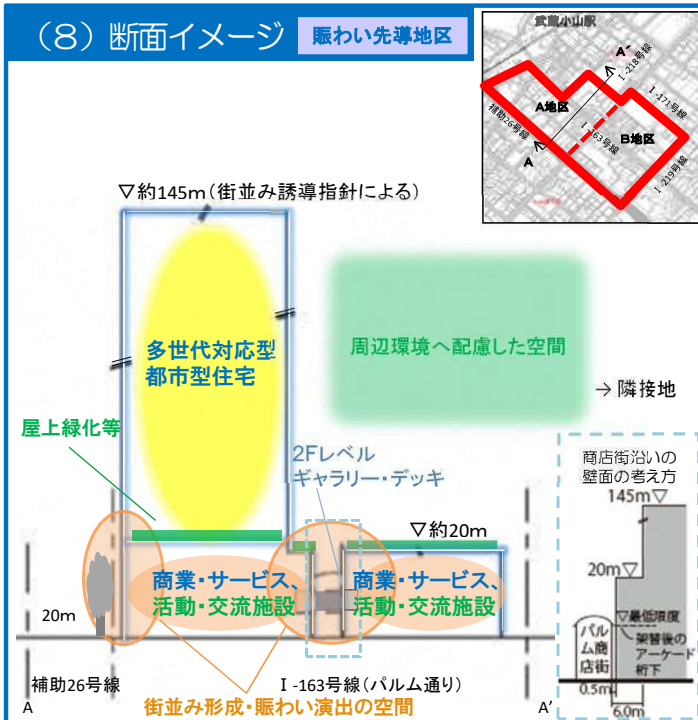 (8)断面イメージ
賑わい先導地区
武蔵小山駅
A´
Ⅰ-218号線
A地区
補助26号線
Ⅰ-163号線
Ⅰ-171号線
B地区
A
Ⅰ-219号線
▽約145m(街並み誘導指針による)
多世代対応型
都市型住宅
周辺環境へ配慮した空間
→隣接地
屋上緑化等
2Fレベル
ギャラリー・デッキ
▽約20m
商業・サービス、
活動・交流施設
商業・サービス、
活動・交流施設
20m
補助26号線
Ⅰ-163号線(パルム通り)
A
街並み形成・賑わい演出の空間
A’
商店街沿いの
壁面の考え方
145m▽
20m▽
▽最低限度
パルム商店街
架替後の
アーケード
桁下
0.5m
6.0m